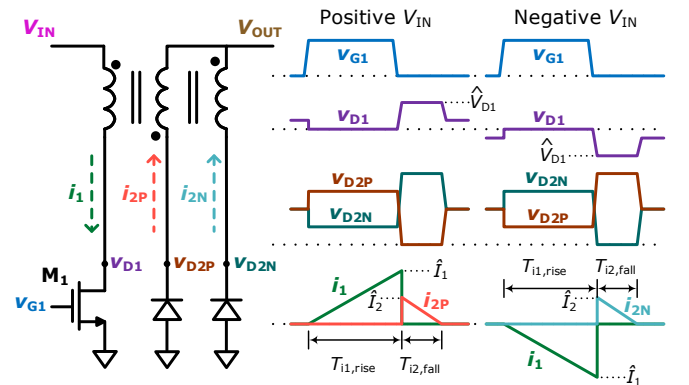 V_IN
V_OUT
i_1
i_2P
i_2N
v_D1
v_D2P
v_D2N
M_1
v_G1
Positive V_IN
v_G1
v_D1
V̂_D1
v_D2P
v_D2N
i_1
Î_1
Î_2
i_2P
T_i1,rise
T_i2,fall
Negative V_IN
v_G1
v_D1
V̂_D1
v_D2N
v_D2P
T_i1,rise
T_i2,fall
Î_2
i_2N
i_1
Î_1